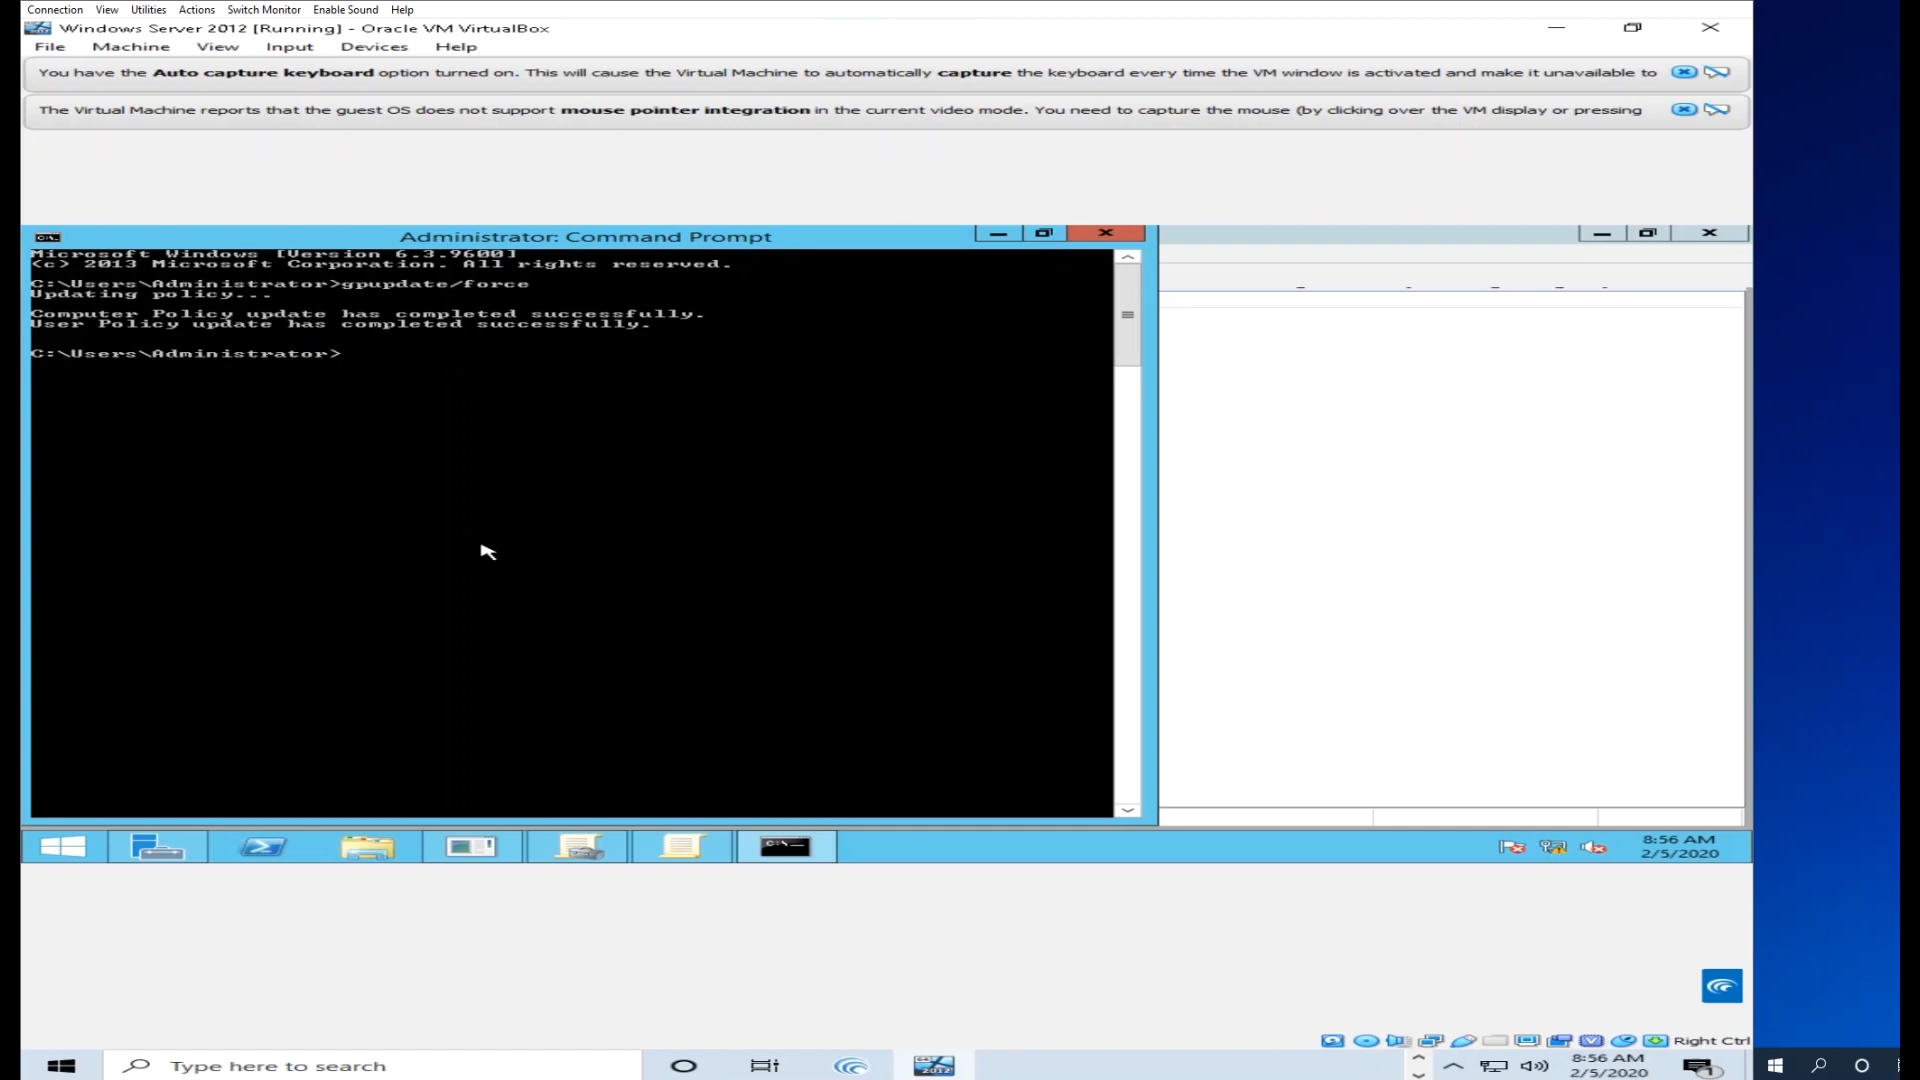 Connection View Utilities Actions Switch Monitor Enable Sound Help
Windows Server 2012 [Running] - Oracle VM VirtualBox
File Machine View Input Devices Help
You have the Auto capture keyboard option turned on. This will cause the Virtual Machine to automatically capture the keyboard every time the VM window is activated and make it unavailable to
The Virtual Machine reports that the guest OS does not support mouse pointer integration in the current video mode. You need to capture the mouse (by clicking over the VM display or pressing
Administrator: Command Prompt
Microsoft Windows [Version 6.3.9600]
(c) 2013 Microsoft Corporation. All rights reserved.
C:\Users\Administrator>gpupdate/force
Updating policy...
Computer Policy update has completed successfully.
User Policy update has completed successfully.
C:\Users\Administrator>
8:56 AM
2/5/2020
Right Ctrl
Type here to search
2012
8:56 AM
2/5/2020
1